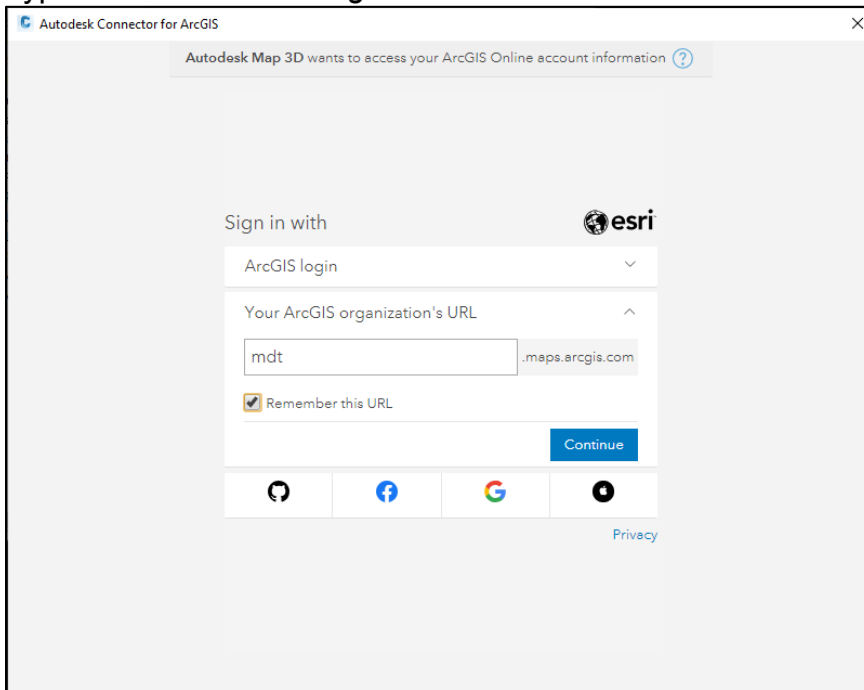 Autodesk Connector for ArcGIS
Autodesk Map 3D wants to access your ArcGIS Online account information ?
Sign in with
esri
ArcGIS login
Your ArcGIS organization's URL
mdt .maps.arcgis.com
Remember this URL
Continue
G
Privacy